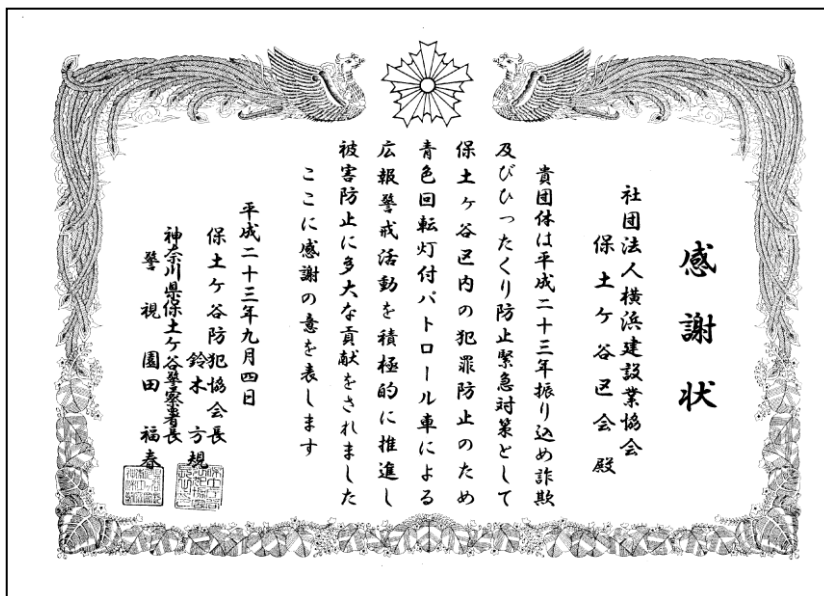 感謝状
社団法人横浜建設業協会
保土ケ谷区会殿
貴団体は平成二十三年振り込め詐欺
及びひったくり防止緊急対策として
保土ケ谷区内の犯罪防止のため
青色回転灯付パトロール車による
広報警戒活動を積極的に推進し
被害防止に多大な貢献をされました
ここに感謝の意を表します
平成二十三年九月四日
保土ケ谷防犯協会長
鈴木方規
神奈川県保土ケ谷警察署長
警視園田福春